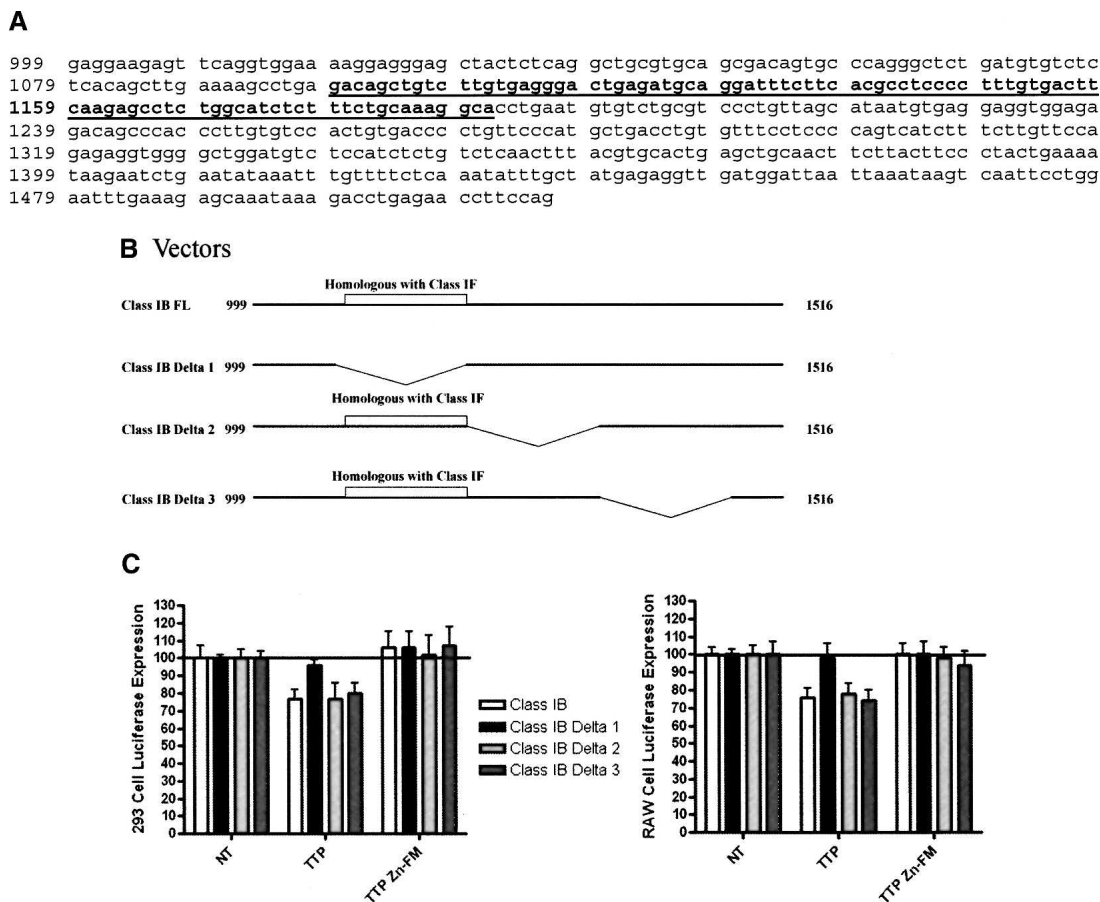 A
999 gaggaagagt tcaggtggaa aaggagggag ctactctcag ggctgcgtgca gcgacagtgc cccagggctct gatgtgtctc
1079 tcacagcttg aaaagcctga gacagctgtc ttgtgaggga ctgagatgca ggatttcttc acgcctcccc tttgtgactt
1159 caagagcctc tggcatctct ttctgcaaag gcacctgaat gtgtctgcgt ccctgttagc ataatgtgag gaggtggaga
1239 gacagcccac ccttgtgtcc actgtgaccc ctgttcccat gctgacctgt gtttcctccc cagtcatctt tcttgttcca
1319 gagaggtggg gctggatgtc tccatctctg tctcaacttt acgtgcactg agctgcaact tcttacttcc ctactgaaaa
1399 taagaatctg aatataaatt tgttttctca aatatttgct atgagaggtt gatggattaa ttaaataagt caattcctgg
1479 aatttgaaag agcaaataaa gacctgagaa ccttccag
B Vectors
Homologous with Class IF
Class IB FL 999 1516
Class IB Delta 1 999 1516
Homologous with Class IF
Class IB Delta 2 999 1516
Homologous with Class IF
Class IB Delta 3 999 1516
C
293 Cell Luciferase Expression
130
120
110
100
90
80
70
60
50
40
30
20
10
0
NT
TTP
TTP Zn-FM
Class IB
Class IB Delta 1
Class IB Delta 2
Class IB Delta 3
RAW Cell Luciferase Expression
130
120
110
100
90
80
70
60
50
40
30
20
10
0
NT
TTP
TTP Zn-FM